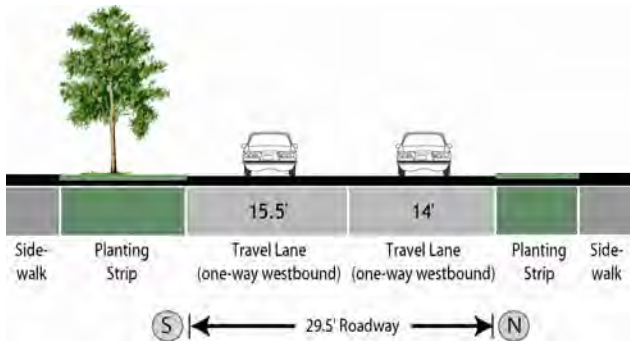 15.5' 14'
Side- Planting Travel Lane Travel Lane Planting Side-
walk Strip (one-way westbound) (one-way westbound) Strip walk
S 29.5' Roadway N